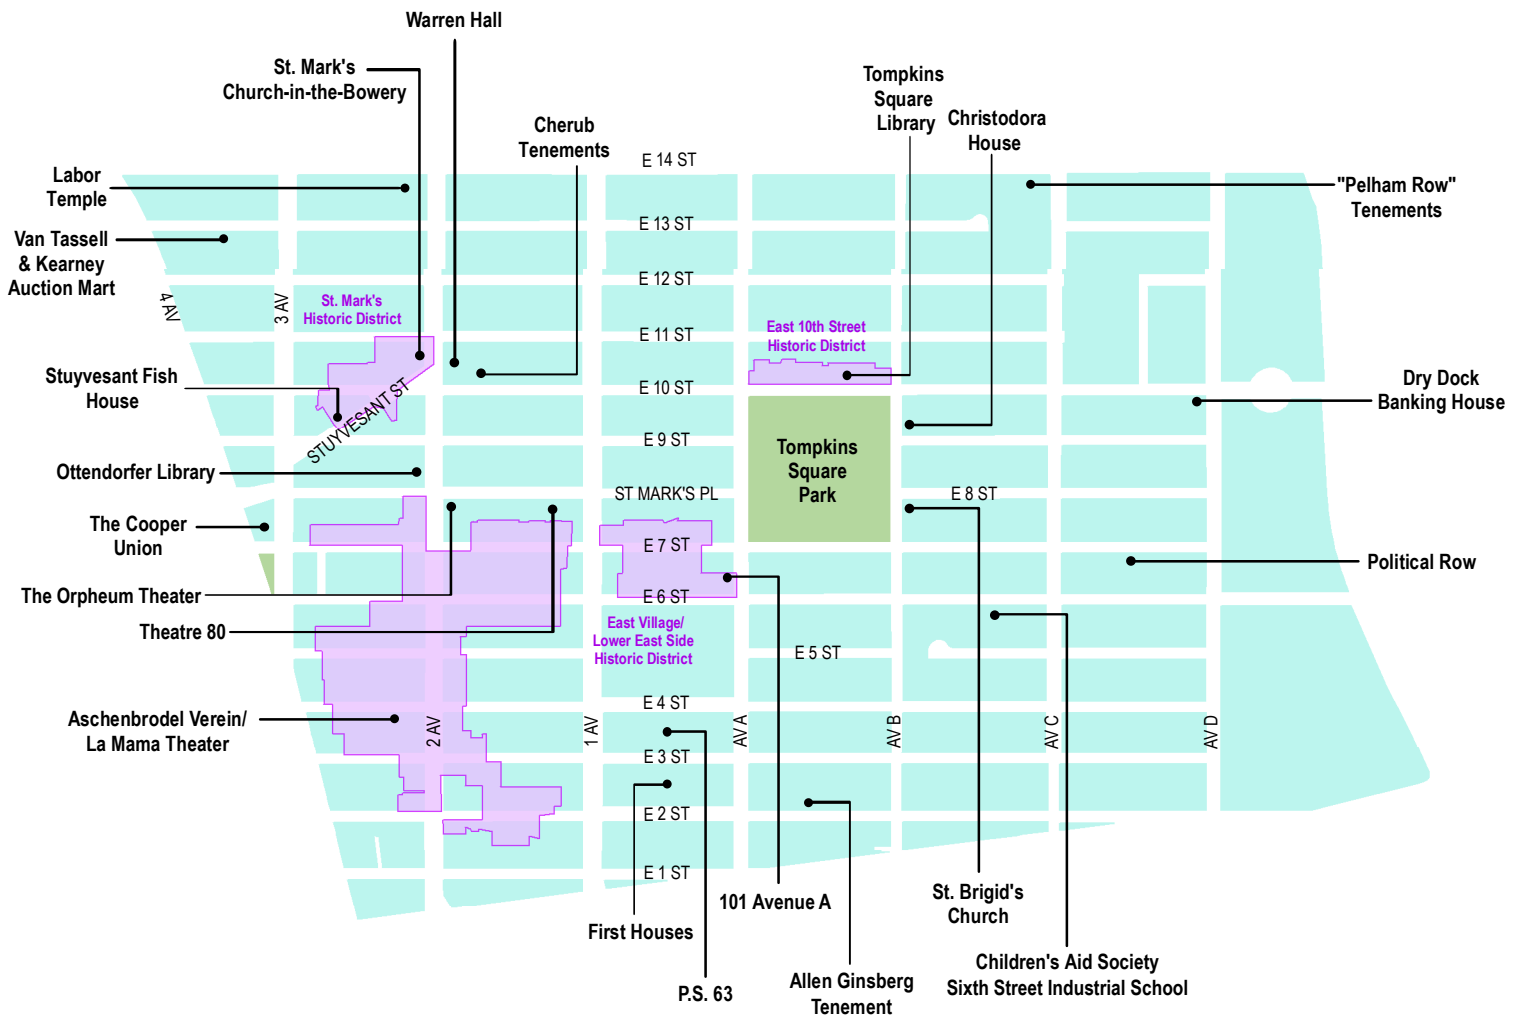 Warren Hall
St. Mark's
Church-in-the-Bowery
Tompkins
Square
Library
Christodora
House
Cherub
Tenements
E 14 ST
Labor
Temple
"Pelham Row"
Tenements
E 13 ST
Van Tassell
& Kearney
Auction Mart
E 12 ST
4 AV
3 AV
St. Mark's
Historic District
E 11 ST
East 10th Street
Historic District
Stuyvesant Fish
House
E 10 ST
Dry Dock
Banking House
STUYVESANT ST
E 9 ST
Tompkins
Square
Park
Ottendorfer Library
ST MARK'S PL
E 8 ST
The Cooper
Union
E 7 ST
Political Row
The Orpheum Theater
E 6 ST
Theatre 80
East Village/
Lower East Side
Historic District
E 5 ST
E 4 ST
Aschenbrodel Verein/
La Mama Theater
2 AV
1 AV
AV A
AV B
AV C
AV D
E 3 ST
E 2 ST
E 1 ST
101 Avenue A
St. Brigid's
Church
First Houses
Children's Aid Society
Sixth Street Industrial School
Allen Ginsberg
Tenement
P.S. 63